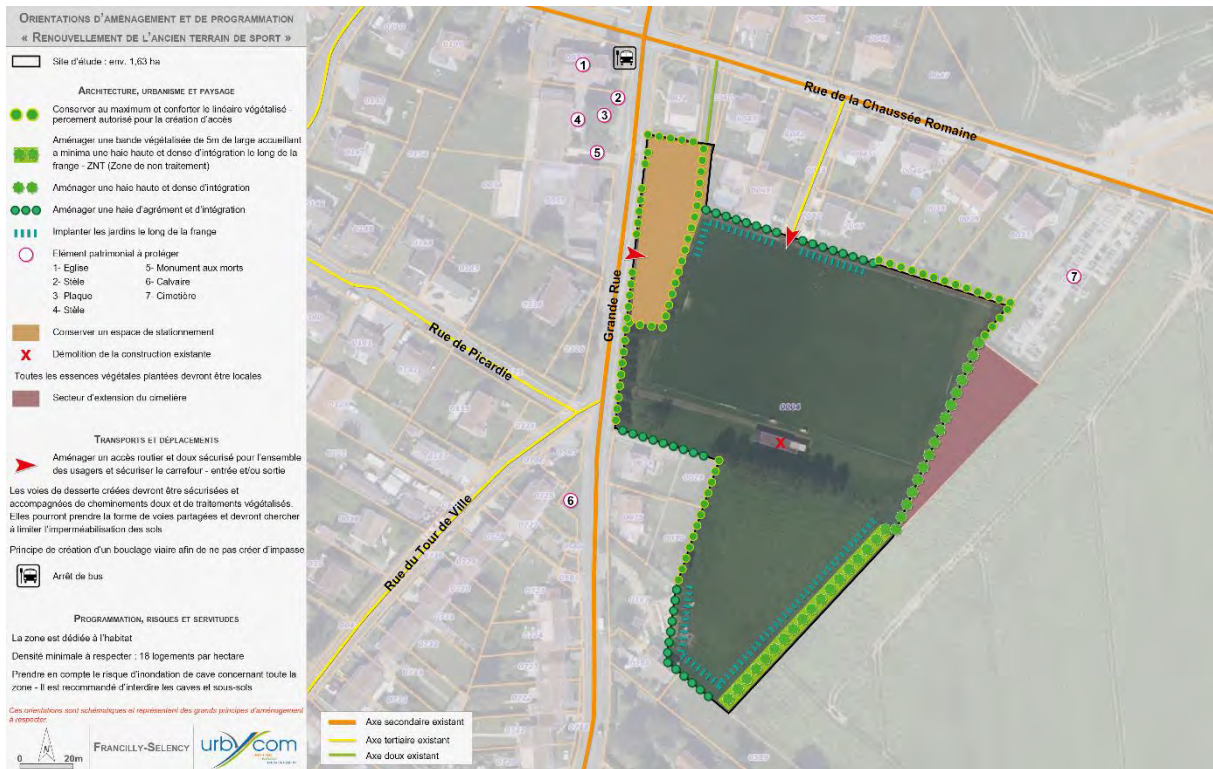 ORIENTATIONS D'AMÉNAGEMENT ET DE PROGRAMMATION
« RENOUVELLEMENT DE L'ANCIEN TERRAIN DE SPORT »
Site d'étude : env. 1,63 ha
ARCHITECTURE, URBANISME ET PAYSAGE
Conserver au maximum et conforter le linéaire végétalisé -
percement autorisé pour la création d'accès
Aménager une bande végétalisée de 5m de large accueillant
a minima une haie haute et dense d'intégration le long de la
frange - ZNT (Zone de non traitement)
Aménager une haie haute et dense d'intégration
Aménager une haie d'agrément et d'intégration
Implanter les jardins le long de la frange
Elément patrimonial à protéger
1- Eglise 5- Monument aux morts
2- Stèle 6- Calvaire
3 Plaque 7- Cimetière
4- Stèle
Conserver un espace de stationnement
X Démolition de la construction existante
Toutes les essences végétales plantées devront être locales
Secteur d'extension du cimetière
TRANSPORTS ET DÉPLACEMENTS
Aménager un accès routier et doux sécurisé pour l'ensemble
des usagers et sécuriser le carrefour - entrée et/ou sortie
Les voies de desserte créées devront être sécurisées et
accompagnées de cheminements doux et de traitements végétalisés.
Elles pourront prendre la forme de voies partagées et devront chercher
à limiter l'imperméabilisation des sols
Principe de création d'un bouclage viaire afin de ne pas créer d'impasse
Arrêt de bus
PROGRAMMATION, RISQUES ET SERVITUDES
La zone est dédiée à l'habitat
Densité minimale à respecter : 18 logements par hectare
Prendre en compte le risque d'inondation de cave concernant toute la
zone - Il est recommandé d'interdire les caves et sous-sols
Ces orientations sont schématiques et représentent des grands principes d'aménagement
à respecter.
N
0 20m
FRANCILLY-SELENCY
urbycom
1
2
3
4
5
Rue de la Chaussée Romaine
7
Grande Rue
Rue de Picardie
0004
X
6
Rue du Tour de Ville
Axe secondaire existant
Axe tertiaire existant
Axe doux existant